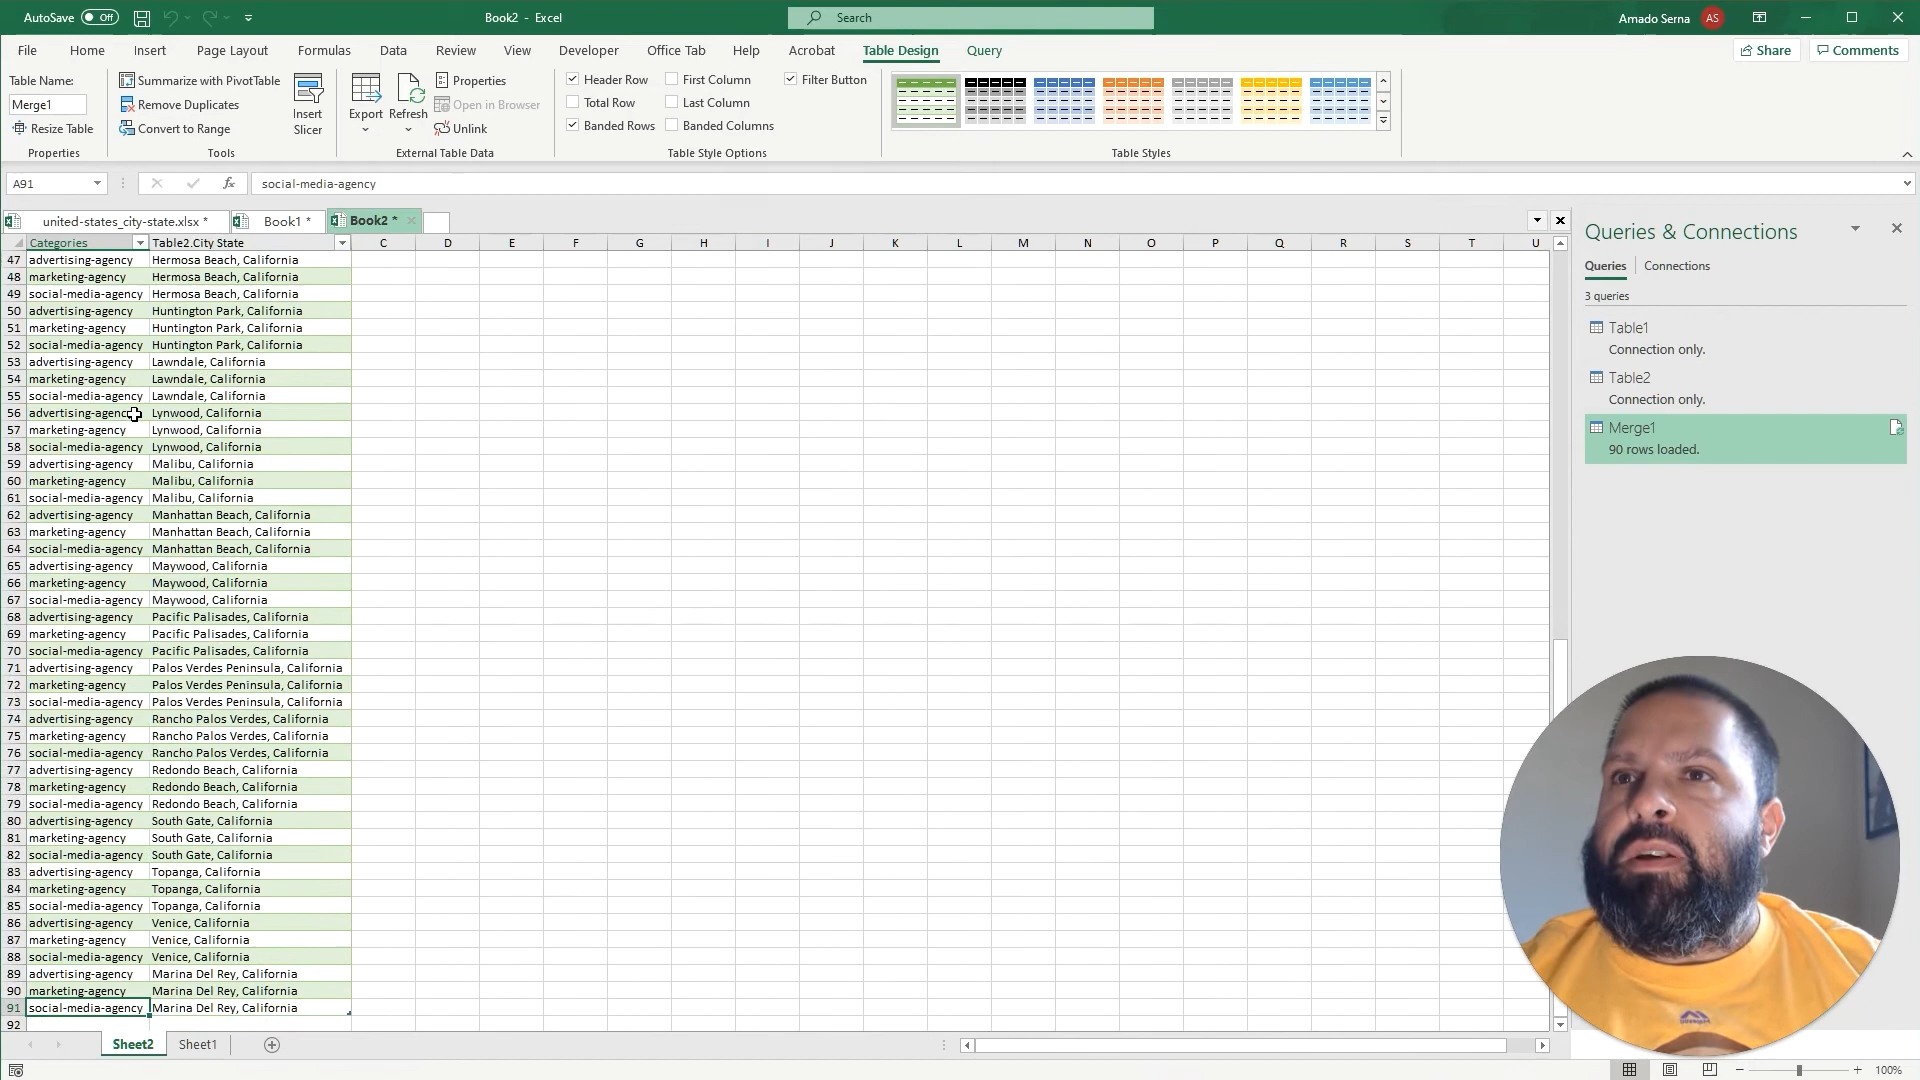 AutoSave Off
Book2 - Excel
Search
Amado Serna AS
File Home Insert Page Layout Formulas Data Review View Developer Office Tab Help Acrobat Table Design Query
Share Comments
Table Name:
Merge1
Resize Table
Properties
Summarize with PivotTable
Remove Duplicates
Convert to Range
Tools
Insert
Slicer
Export
Refresh
Properties
Open in Browser
Unlink
External Table Data
Header Row First Column Filter Button
Total Row Last Column
Banded Rows Banded Columns
Table Style Options
Table Styles
A91
fx
social-media-agency
united-states_city-state.xlsx * Book1 * Book2 *
Categories Table2.City State C D E F G H I J K L M N O P Q R S T U
47 advertising-agency Hermosa Beach, California
48 marketing-agency Hermosa Beach, California
49 social-media-agency Hermosa Beach, California
50 advertising-agency Huntington Park, California
51 marketing-agency Huntington Park, California
52 social-media-agency Huntington Park, California
53 advertising-agency Lawndale, California
54 marketing-agency Lawndale, California
55 social-media-agency Lawndale, California
56 advertising-agency Lynwood, California
57 marketing-agency Lynwood, California
58 social-media-agency Lynwood, California
59 advertising-agency Malibu, California
60 marketing-agency Malibu, California
61 social-media-agency Malibu, California
62 advertising-agency Manhattan Beach, California
63 marketing-agency Manhattan Beach, California
64 social-media-agency Manhattan Beach, California
65 advertising-agency Maywood, California
66 marketing-agency Maywood, California
67 social-media-agency Maywood, California
68 advertising-agency Pacific Palisades, California
69 marketing-agency Pacific Palisades, California
70 social-media-agency Pacific Palisades, California
71 advertising-agency Palos Verdes Peninsula, California
72 marketing-agency Palos Verdes Peninsula, California
73 social-media-agency Palos Verdes Peninsula, California
74 advertising-agency Rancho Palos Verdes, California
75 marketing-agency Rancho Palos Verdes, California
76 social-media-agency Rancho Palos Verdes, California
77 advertising-agency Redondo Beach, California
78 marketing-agency Redondo Beach, California
79 social-media-agency Redondo Beach, California
80 advertising-agency South Gate, California
81 marketing-agency South Gate, California
82 social-media-agency South Gate, California
83 advertising-agency Topanga, California
84 marketing-agency Topanga, California
85 social-media-agency Topanga, California
86 advertising-agency Venice, California
87 marketing-agency Venice, California
88 social-media-agency Venice, California
89 advertising-agency Marina Del Rey, California
90 marketing-agency Marina Del Rey, California
91 social-media-agency Marina Del Rey, California
92
Queries & Connections
Queries Connections
3 queries
Table1
Connection only.
Table2
Connection only.
Merge1
90 rows loaded.
Sheet2 Sheet1
100%